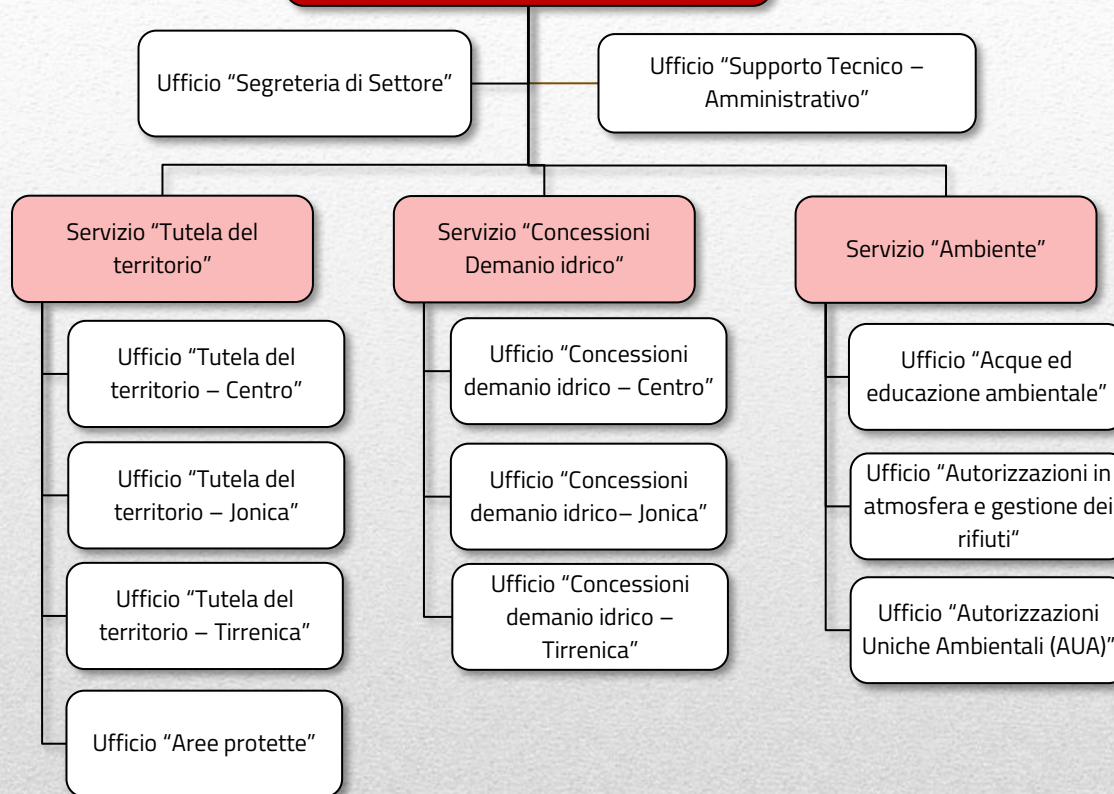 Ufficio “Segreteria di Settore”
Ufficio “Supporto Tecnico –
Amministrativo”
Servizio “Tutela del
territorio”
Ufficio “Tutela del
territorio – Centro”
Ufficio “Tutela del
territorio – Jonica”
Ufficio “Tutela del
territorio – Tirrenica”
Ufficio “Aree protette”
Servizio “Concessioni
Demanio idrico“
Ufficio “Concessioni
demanio idrico – Centro”
Ufficio “Concessioni
demanio idrico– Jonica”
Ufficio “Concessioni
demanio idrico –
Tirrenica”
Servizio “Ambiente”
Ufficio “Acque ed
educazione ambientale”
Ufficio “Autorizzazioni in
atmosfera e gestione dei
rifiuti“
Ufficio “Autorizzazioni
Uniche Ambientali (AUA)”